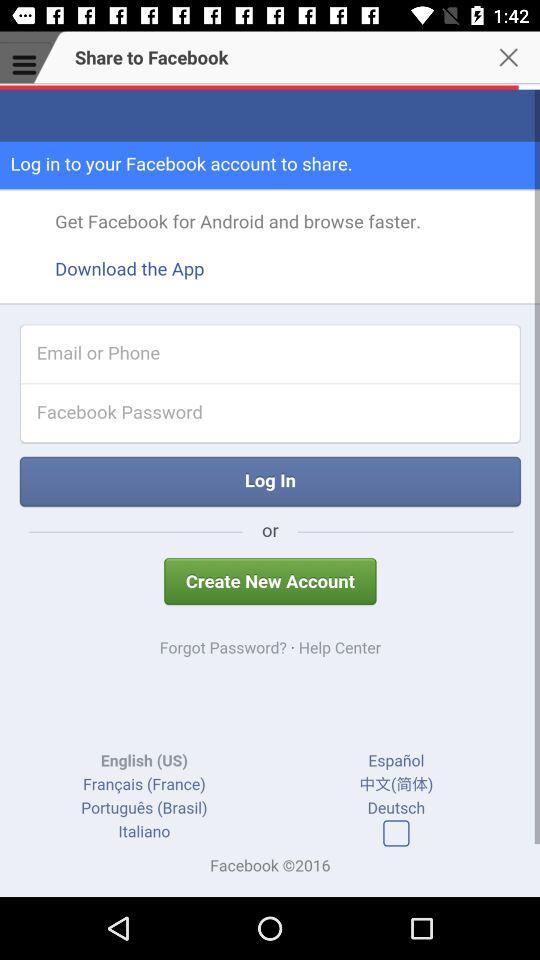 1:42
Share to Facebook
Log in to your Facebook account to share.
Get Facebook for Android and browse faster.
Download the App
Email or Phone
Facebook Password
Log In
or
Create New Account
Forgot Password? · Help Center
English (US) Español
Français (France) 中文(简体)
Português (Brasil) Deutsch
Italiano
Facebook ©2016